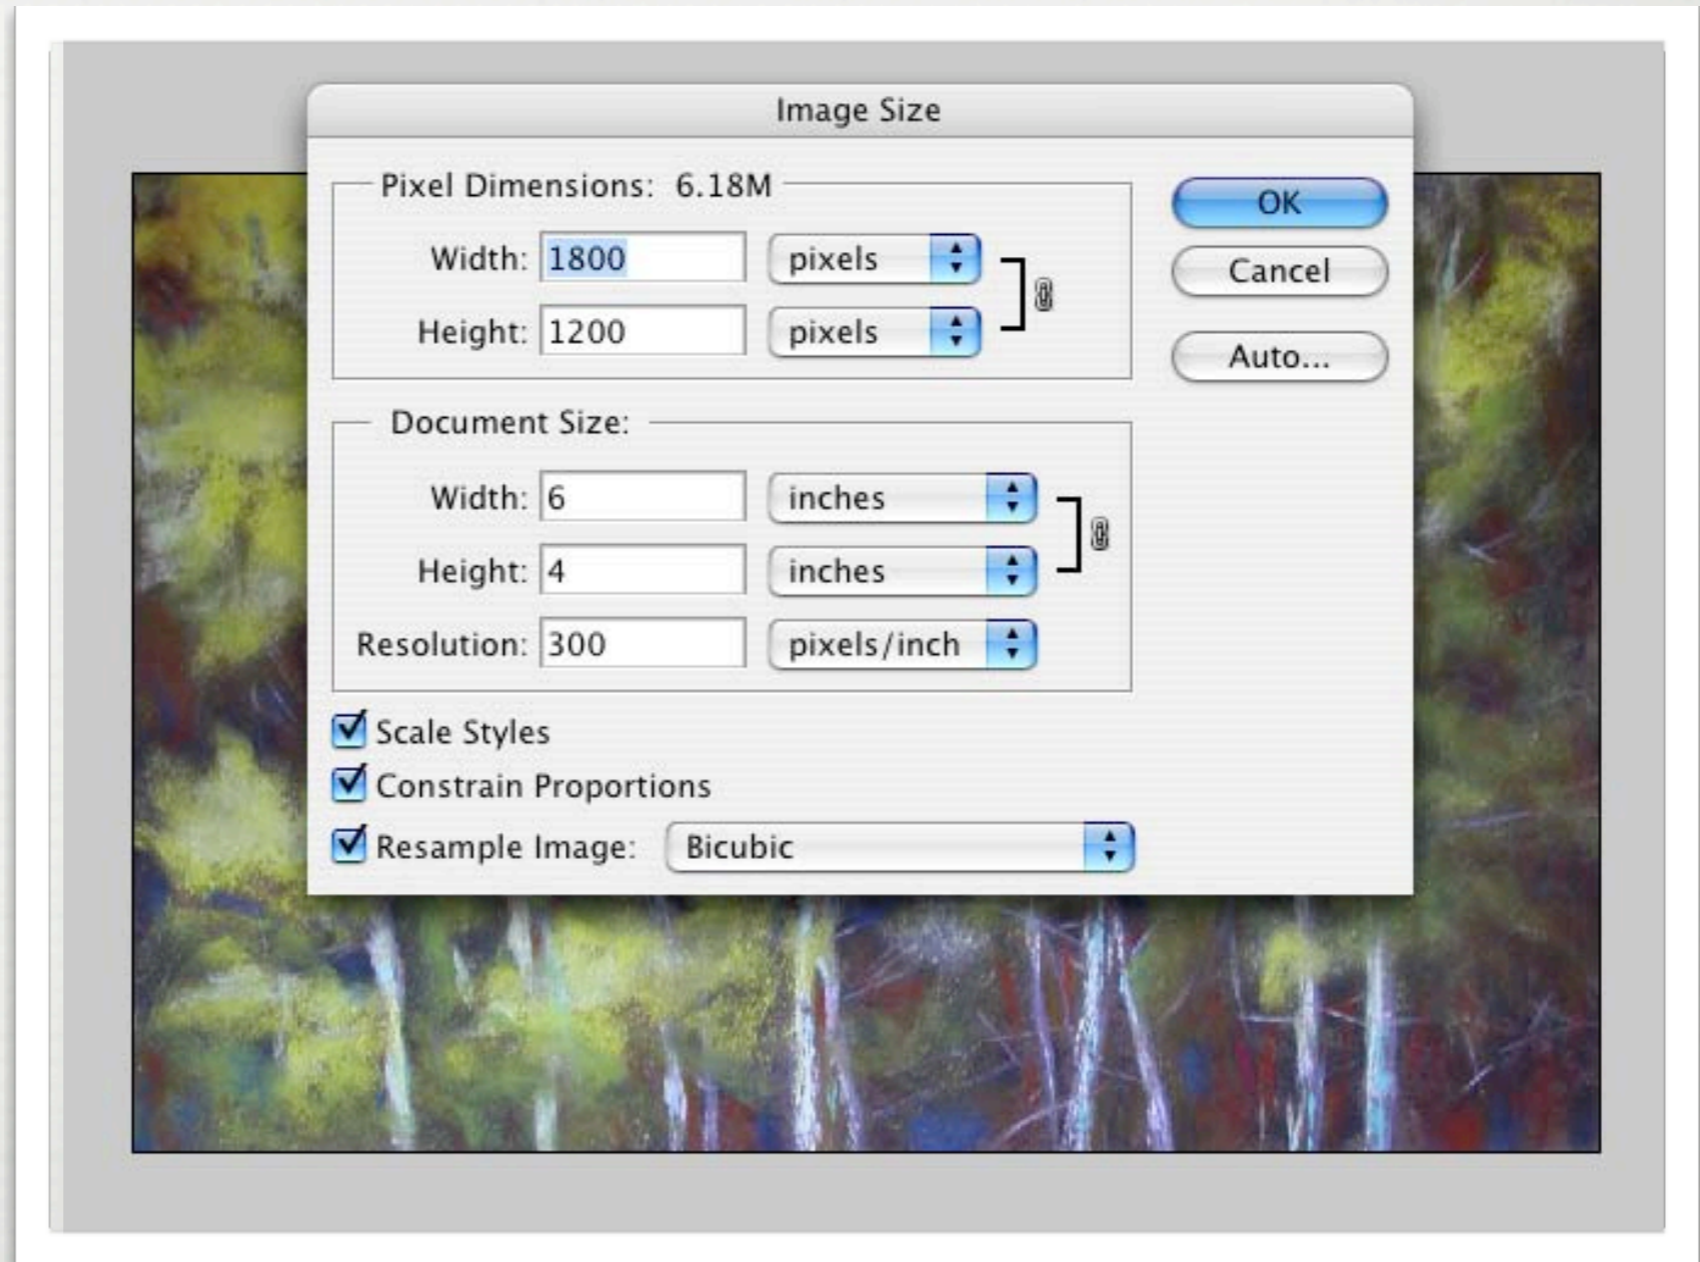 Image Size
Pixel Dimensions: 6.18M
Width: 1800 pixels
Height: 1200 pixels
OK
Cancel
Auto...
Document Size:
Width: 6 inches
Height: 4 inches
Resolution: 300 pixels/inch
Scale Styles
Constrain Proportions
Resample Image: Bicubic